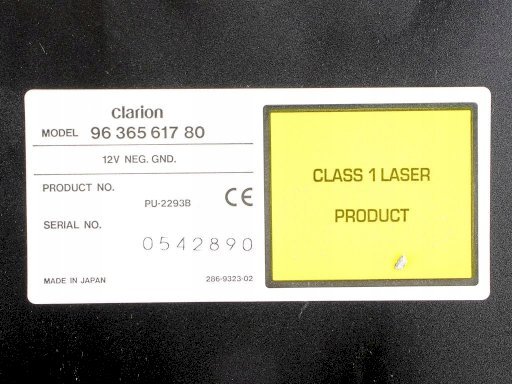 clarion
MODEL 96 365 617 80
12V NEG. GND.
PRODUCT NO.
PU-2293B
CE
SERIAL NO.
0542890
MADE IN JAPAN
286-9323-02
CLASS 1 LASER
PRODUCT